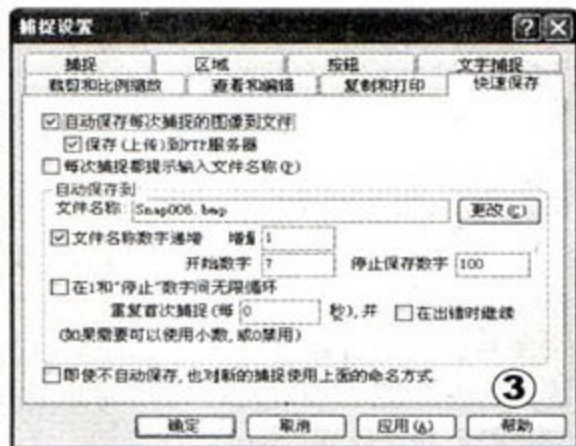 捕捉设置
捕捉 区域 按钮 文字捕捉
裁剪和比例缩放 查看和编辑 复制和打印 快速保存
自动保存每次捕捉的图像到文件
保存(上传)到FTP服务器
每次捕捉都提示输入文件名称(P)
自动保存到
文件名称 Snap006.bmp 更改(C)
文件名称数字递增 增量 1
开始数字 7 停止保存数字 100
在1和"停止"数字间无限循环
重复首次捕捉(每 0 秒),并 在出错时继续
(如果需要可以使用小数,或0禁用)
即使不自动保存,也对新的捕捉使用上面的命名方式
③
确定 取消 应用(A) 帮助